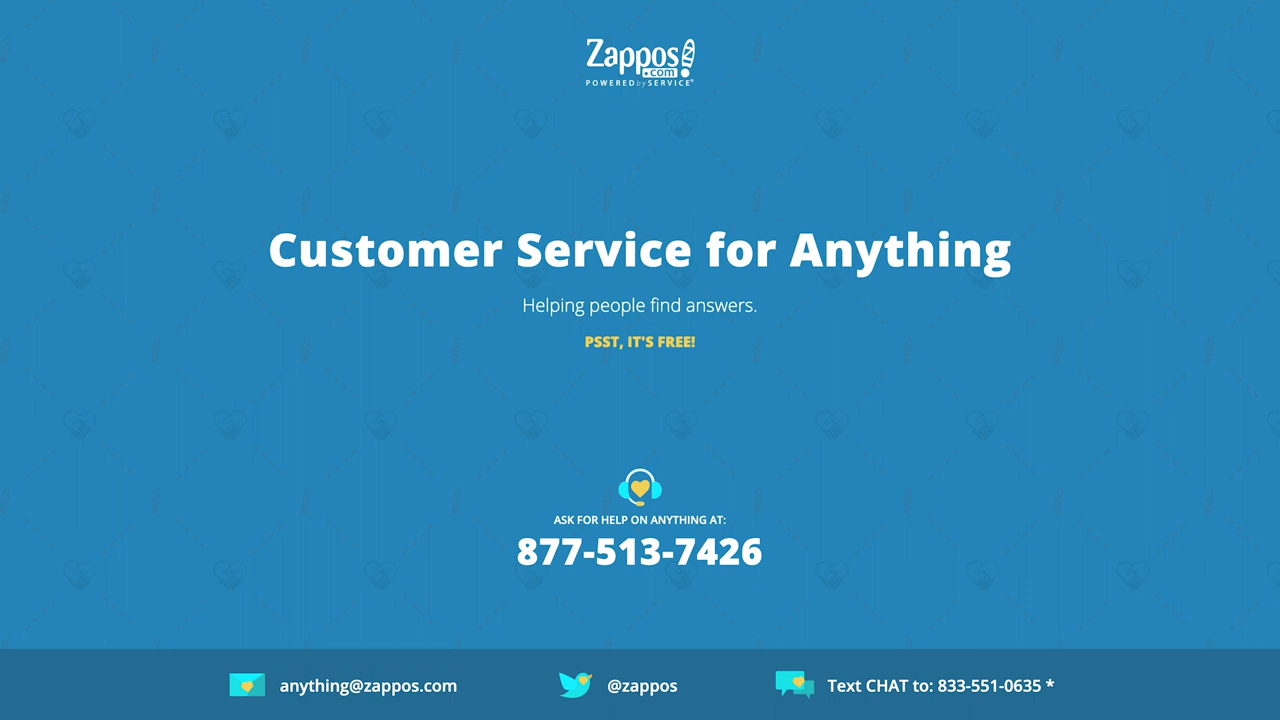 Zappos
.com
POWERED by SERVICE®
Customer Service for Anything
Helping people find answers.
PSST, IT'S FREE!
ASK FOR HELP ON ANYTHING AT:
877-513-7426
anything@zappos.com
@zappos
Text CHAT to: 833-551-0635 *